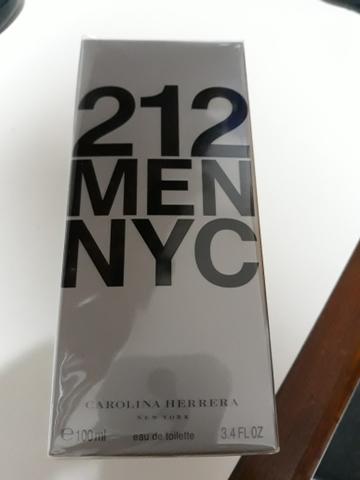 212
MEN
NYC
CAROLINA HERRERA
NEW YORK
℮100ml eau de toilette 3.4 FL OZ